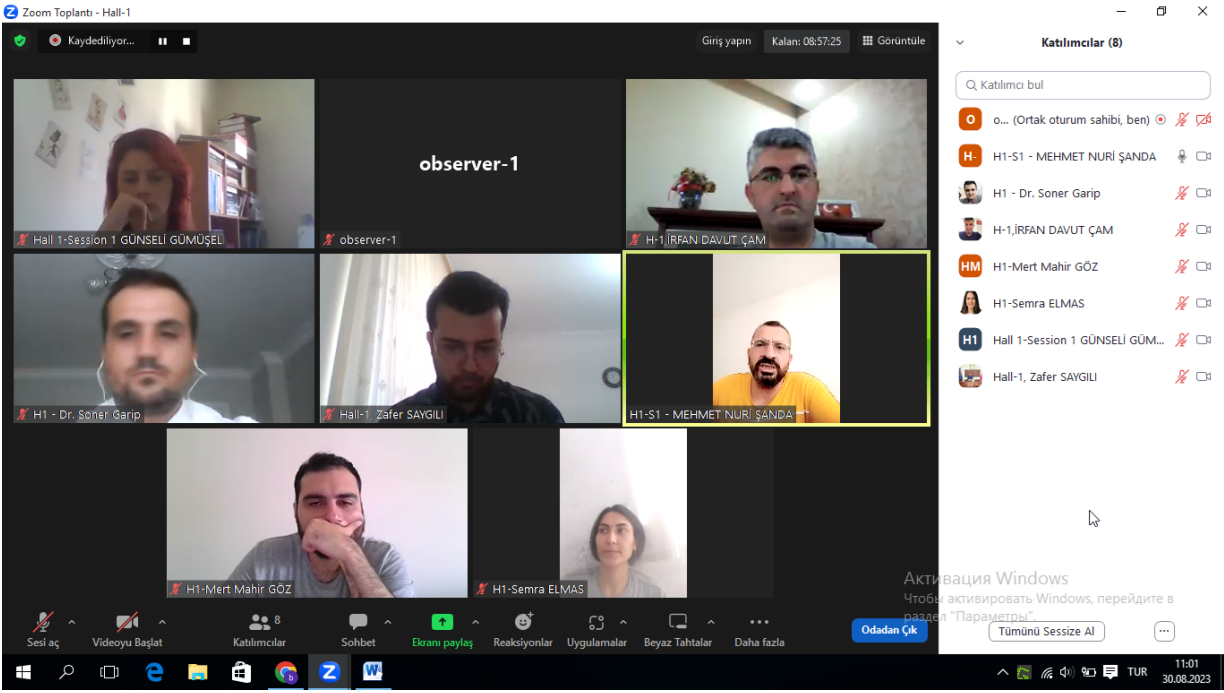 Zoom Toplantı - Hall-1
Kaydediliyor...
Giriş yapın
Kalan: 08:57:25
Görüntüle
Katılımcılar (8)
Katılımcı bul
O
o... (Ortak oturum sahibi, ben)
H-
H1-S1 - MEHMET NURİ ŞANDA
H1 - Dr. Soner Garip
H-1,İRFAN DAVUT ÇAM
HM
H1-Mert Mahir GÖZ
H1-Semra ELMAS
H1
Hall 1-Session 1 GÜNSELİ GÜM...
Hall-1, Zafer SAYGILI
observer-1
Hall 1-Session 1 GÜNSELİ GÜMÜŞEL
observer-1
H-1,İRFAN DAVUT ÇAM
H1 - Dr. Soner Garip
Hall-1, Zafer SAYGILI
H1-S1 - MEHMET NURİ ŞANDA
H1-Mert Mahir GÖZ
H1-Semra ELMAS
Активация Windows
Чтобы активировать Windows, перейдите в
раздел "Параметры".
Sesi aç
Videoyu Başlat
8
Katılımcılar
Sohbet
Ekranı paylaş
Reaksiyonlar
Uygulamalar
Beyaz Tahtalar
Daha fazla
Odadan Çık
Tümünü Sessize Al
TUR
11:01
30.08.2023